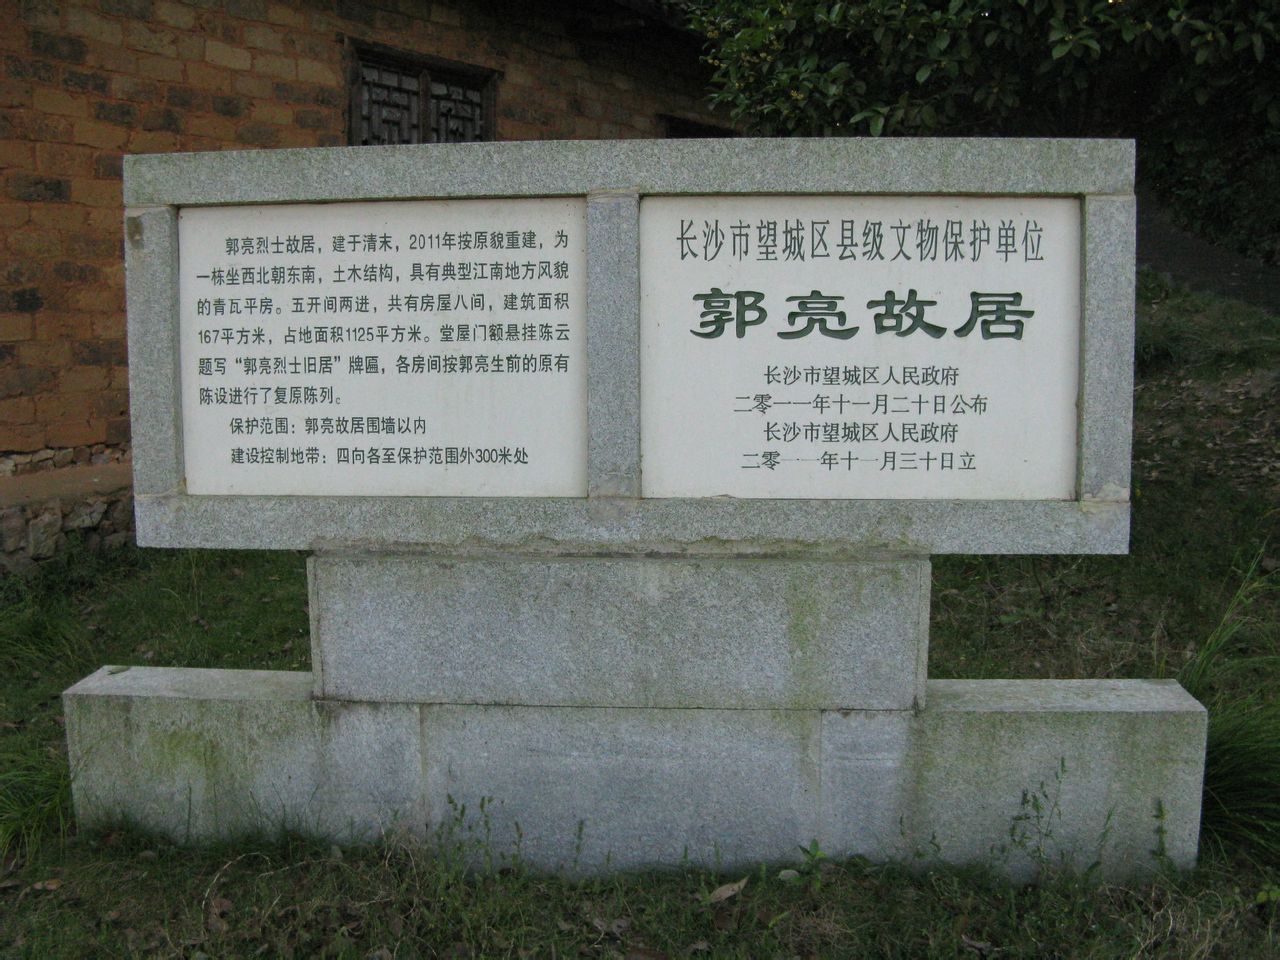 郭亮烈士故居，建于清末，2011年按原貌重建，为
一栋坐西北朝东南，土木结构，具有典型江南地方风貌
的青瓦平房。五开间两进，共有房屋八间，建筑面积
167平方米，占地面积1125平方米。堂屋门额悬挂陈云
题写“郭亮烈士旧居”牌匾，各房间按郭亮生前的原有
陈设进行了复原陈列。
保护范围：郭亮故居围墙以内
建设控制地带：四向各至保护范围外300米处
长沙市望城区县级文物保护单位
郭亮故居
长沙市望城区人民政府
二零一一年十一月二十日公布
长沙市望城区人民政府
二零一一年十一月三十日立